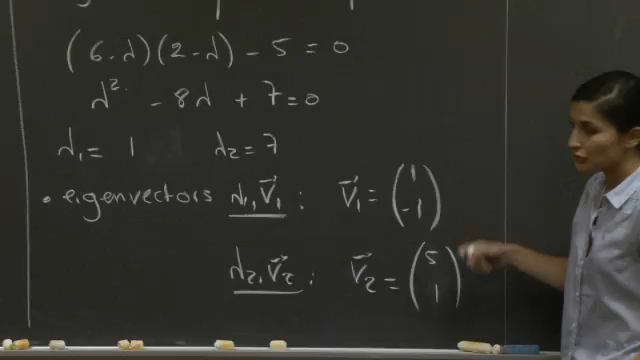 (6-λ)(2-λ) - 5 = 0
λ² - 8λ + 7 = 0
λ₁ = 1 λ₂ = 7
• eigenvectors λ₁, v⃗₁ : v⃗₁ = (1 -1)
λ₂, v⃗₂ : v⃗₂ = (5 1)